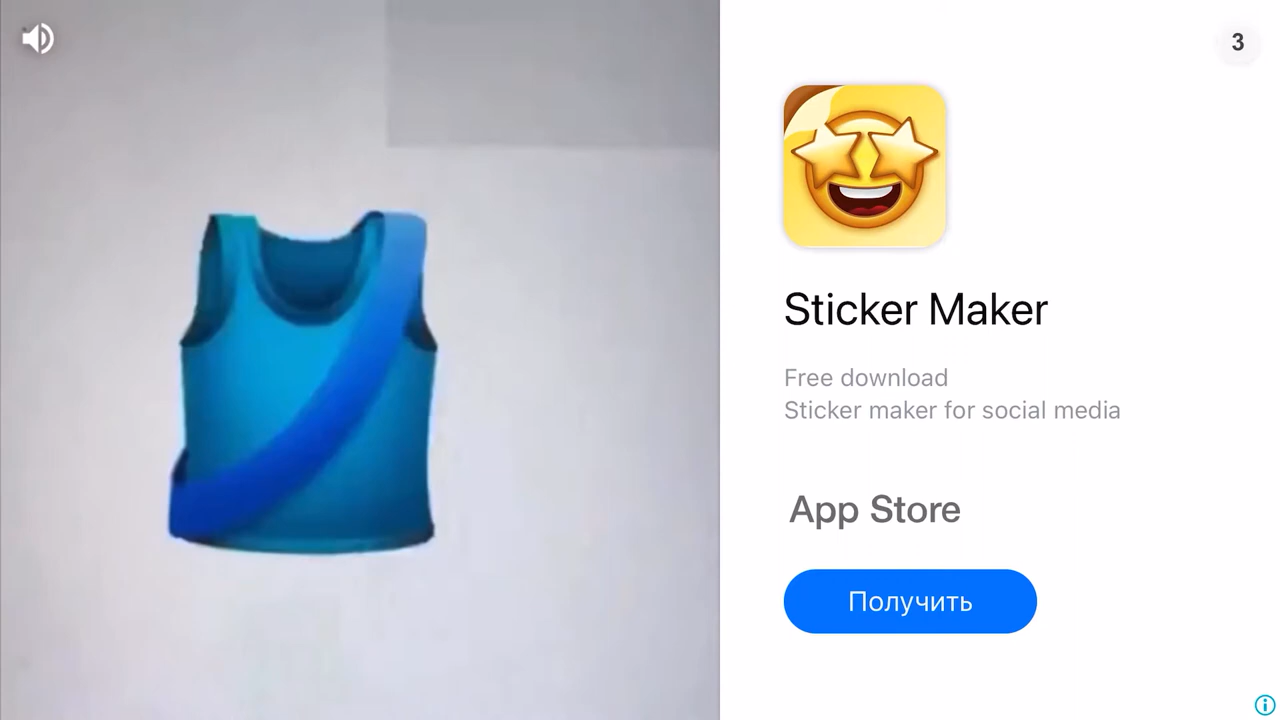 3
Sticker Maker
Free download
Sticker maker for social media
App Store
Получить